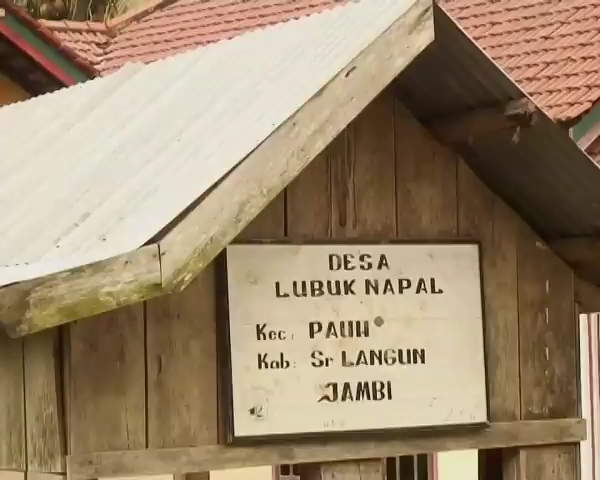 DESA
LUBUK NAPAL
Kec, PAUH
Kab: Sr LANGUN
JAMBI